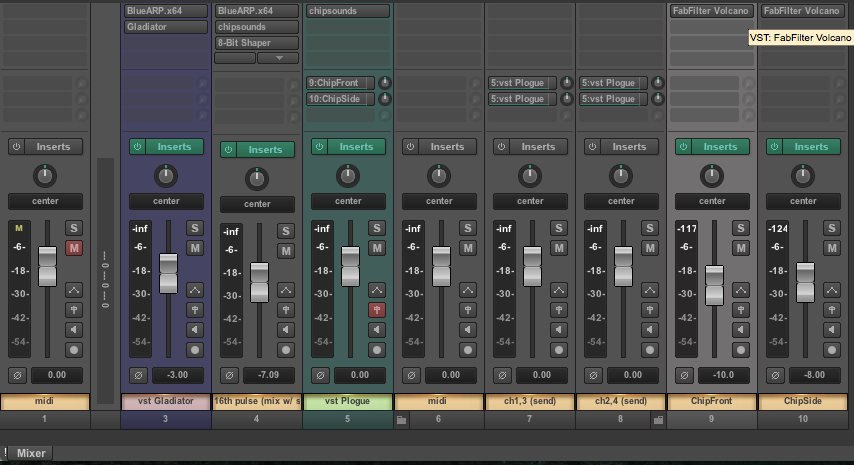 BlueARP.x64 BlueARP.x64 chipsounds FabFilter Volcano FabFilter Volcano
Gladiator chipsounds
8-Bit Shaper
VST: FabFilter Volcano
9:ChipFront 5:vst Plogue 5:vst Plogue
10:ChipSide 5:vst Plogue 5:vst Plogue
Inserts Inserts Inserts Inserts Inserts Inserts Inserts Inserts Inserts
center center center center center center center center center
M S -inf S -inf S -inf S -inf S -inf S -inf S -117 S -124 S
-6- M -6- M -6- M -6- M -6- M -6- M -6- M -6- M -6- M
-18- -18- -18- -18- -18- -18- -18- -18- -18-
-30- -30- -30- -30- -30- -30- -30- -30- -30-
-42- -42- -42- -42- -42- -42- -42- -42- -42-
-54- -54- -54- -54- -54- -54- -54- -54- -54-
0.00 -3.00 -7.09 0.00 0.00 0.00 0.00 -10.0 -8.00
midi vst Gladiator 16th pulse (mix w/ s vst Plogue midi ch1,3 (send) ch2,4 (send) ChipFront ChipSide
1 3 4 5 6 7 8 9 10
! Mixer